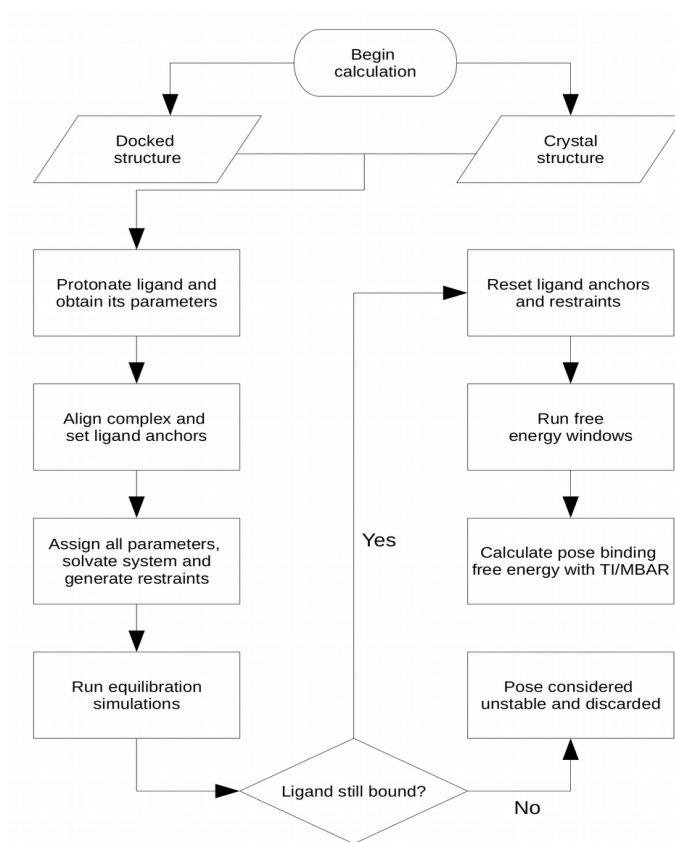 Begin
calculation
Docked
structure
Crystal
structure
Protonate ligand and
obtain its parameters
Reset ligand anchors
and restraints
Align complex and
set ligand anchors
Run free
energy windows
Assign all parameters,
solvate system and
generate restraints
Yes
Calculate pose binding
free energy with TI/MBAR
Run equilibration
simulations
Pose considered
unstable and discarded
Ligand still bound?
No